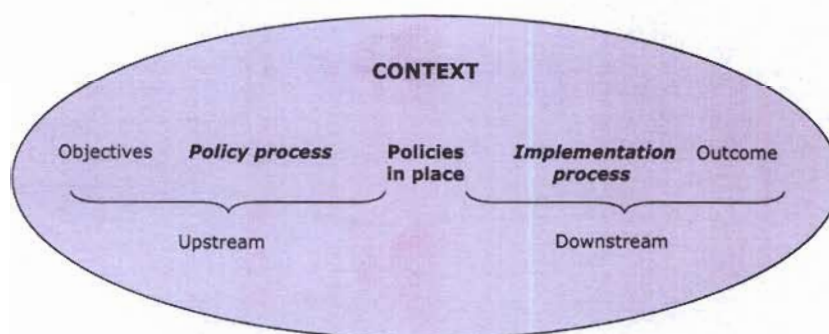 CONTEXT
Objectives Policy process Policies Implementation Outcome
in place process
Upstream Downstream